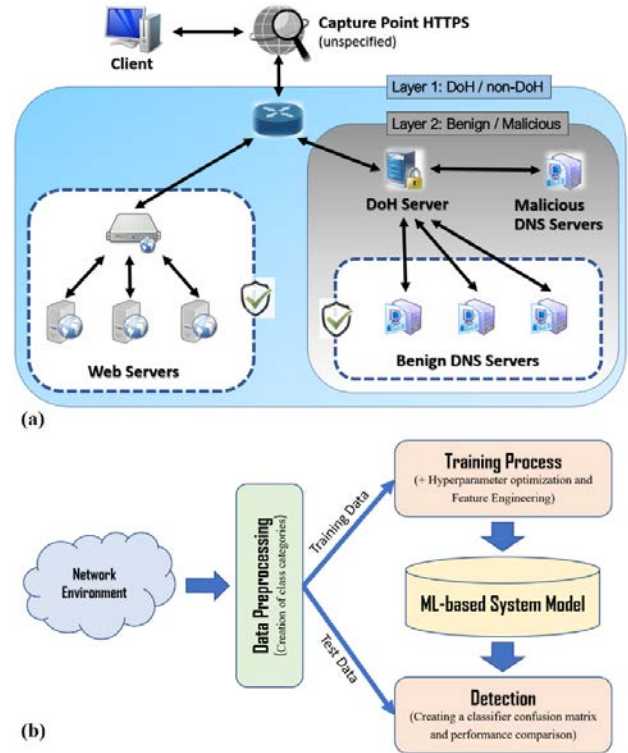 Capture Point HTTPS
(unspecified)
Client
Layer 1: DoH / non-DoH
Layer 2: Benign / Malicious
DoH Server
Malicious
DNS Servers
Web Servers
Benign DNS Servers
(a)
Network
Environment
Data Preprocessing
(Creation of class categories)
Training Data
Test Data
Training Process
(+ Hyperparameter optimization and
Feature Engineering)
ML-based System Model
Detection
(Creating a classifier confusion matrix
and performance comparison)
(b)